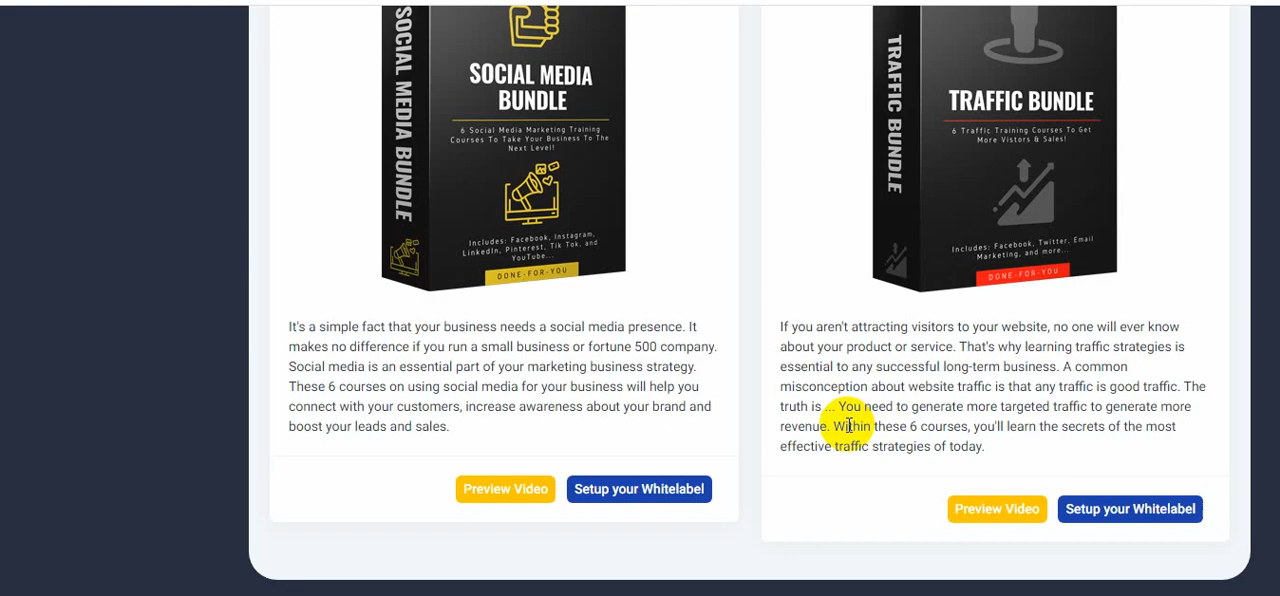 SOCIAL MEDIA BUNDLE
SOCIAL MEDIA
BUNDLE
6 Social Media Marketing Training
Courses To Take Your Business To The
Next Level!
Includes: Facebook, Instagram,
LinkedIn, Pinterest, Tik Tok, and
YouTube...
DONE-FOR-YOU
It's a simple fact that your business needs a social media presence. It
makes no difference if you run a small business or fortune 500 company.
Social media is an essential part of your marketing business strategy.
These 6 courses on using social media for your business will help you
connect with your customers, increase awareness about your brand and
boost your leads and sales.
Preview Video
Setup your Whitelabel
TRAFFIC BUNDLE
TRAFFIC BUNDLE
6 Traffic Training Courses To Get
More Vistors & Sales!
Includes: Facebook, Twitter, Email
Marketing, and more...
DONE-FOR-YOU
If you aren't attracting visitors to your website, no one will ever know
about your product or service. That's why learning traffic strategies is
essential to any successful long-term business. A common
misconception about website traffic is that any traffic is good traffic. The
truth is ... You need to generate more targeted traffic to generate more
revenue. Within these 6 courses, you'll learn the secrets of the most
effective traffic strategies of today.
Preview Video
Setup your Whitelabel